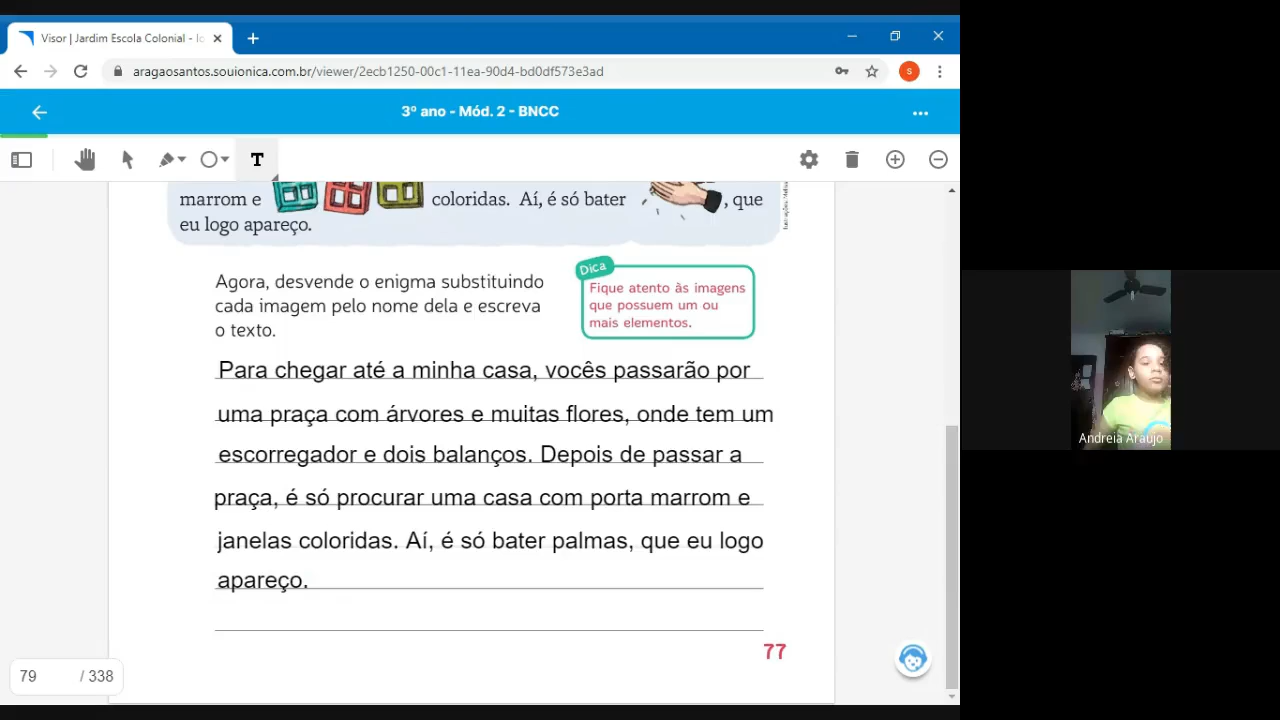 Visor | Jardim Escola Colonial - Io
aragaosantos.souionica.com.br/viewer/2ecb1250-00c1-11ea-90d4-bd0df573e3ad
s
3º ano - Mód. 2 - BNCC
T
marrom e coloridas. Aí, é só bater , que
eu logo apareço.
Agora, desvende o enigma substituindo
cada imagem pelo nome dela e escreva
o texto.
Dica
Fique atento às imagens
que possuem um ou
mais elementos.
Para chegar até a minha casa, vocês passarão por
uma praça com árvores e muitas flores, onde tem um
escorregador e dois balanços. Depois de passar a
praça, é só procurar uma casa com porta marrom e
janelas coloridas. Aí, é só bater palmas, que eu logo
apareço.
77
79 / 338
Andreia Araujo